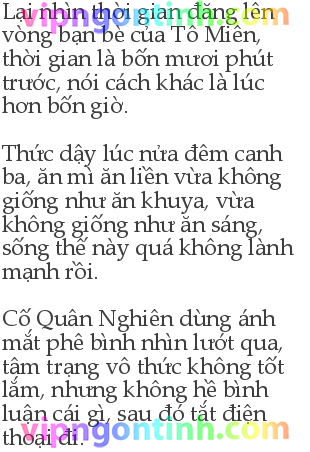 Lại nhìn thời gian đăng lên
vòng bạn bè của Tô Miên,
thời gian là bốn mươi phút
trước, nói cách khác là lúc
hơn bốn giờ.
Thức dậy lúc nửa đêm canh
ba, ăn mì ăn liền vừa không
giống như ăn khuya, vừa
không giống như ăn sáng,
sống thế này quá không lành
mạnh rồi.
Cố Quân Nghiên dùng ánh
mắt phê bình nhìn lướt qua,
tâm trạng vô thức không tốt
lắm, nhưng không hề bình
luận cái gì, sau đó tắt điện
thoại đi.
vipngontinh.com
vipngontinh.com